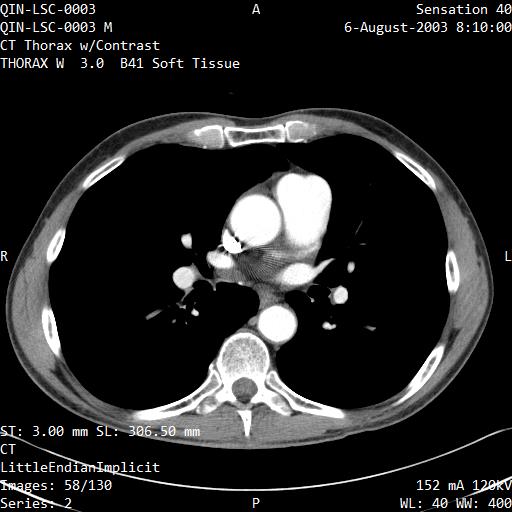 QIN-LSC-0003
A
Sensation 40
QIN-LSC-0003 M
6-August-2003 8:10:00
CT Thorax w/Contrast
THORAX W  3.0  B41 Soft Tissue
R
L
ST: 3.00 mm SL: 306.50 mm
CT
LittleEndianImplicit
Images: 58/130
152 mA 120kV
Series: 2
P
WL: 40 WW: 400